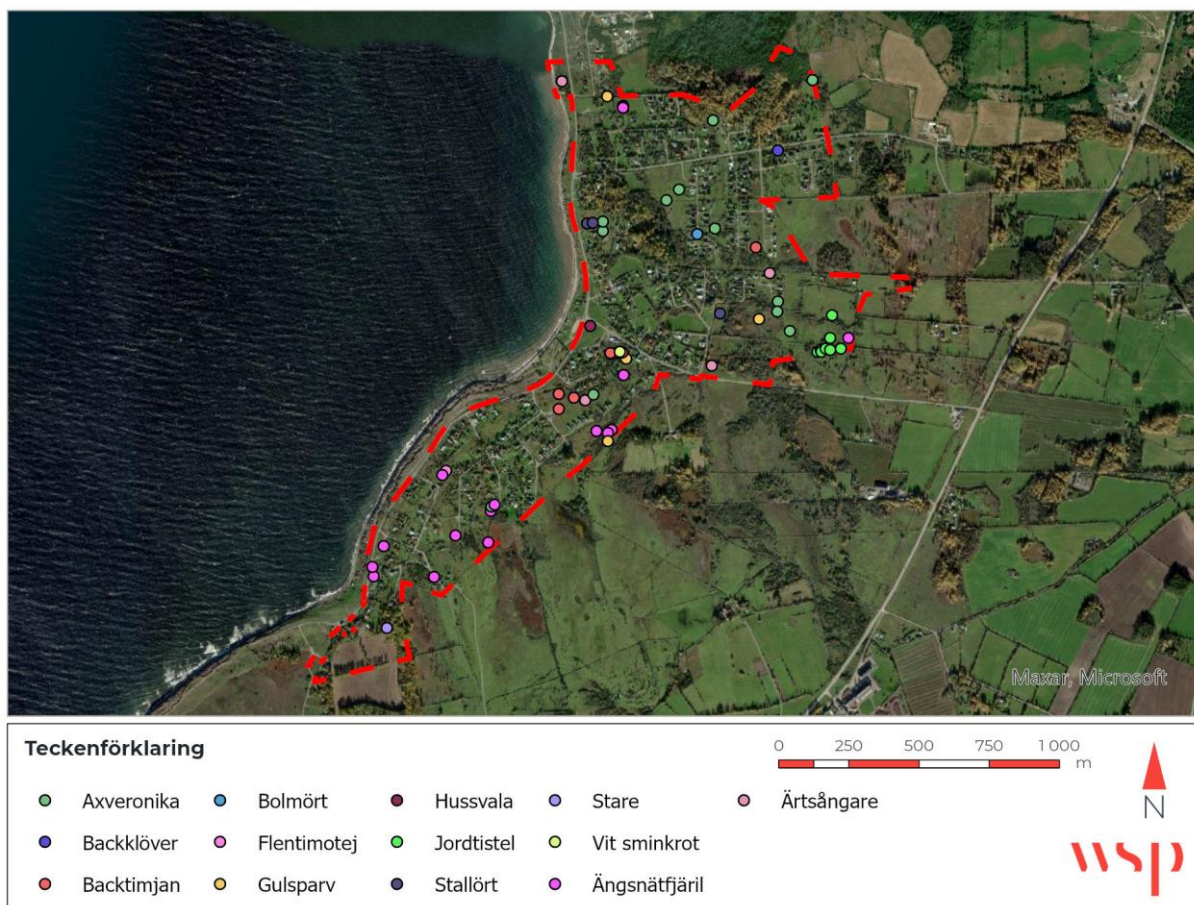 Maxar, Microsoft
Teckenförklaring
0 250 500 750 1 000
m
Axveronika Bolmört Hussvala Stare Ärtsångare
Backklöver Flentimotej Jordtistel Vit sminkrot
Backtimjan Gulsparv Stallört Ängsnätfjäril
N
wsp